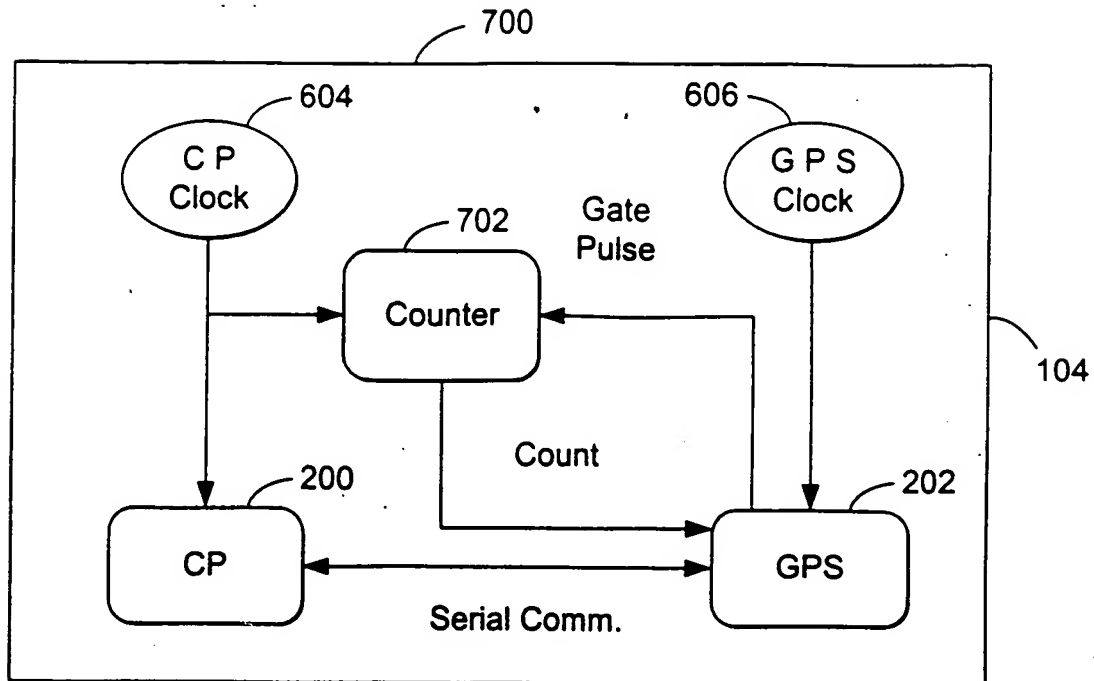 700
604
606
C P
Clock
G P S
Clock
702
Gate
Pulse
Counter
104
Count
200
202
CP
GPS
Serial Comm.